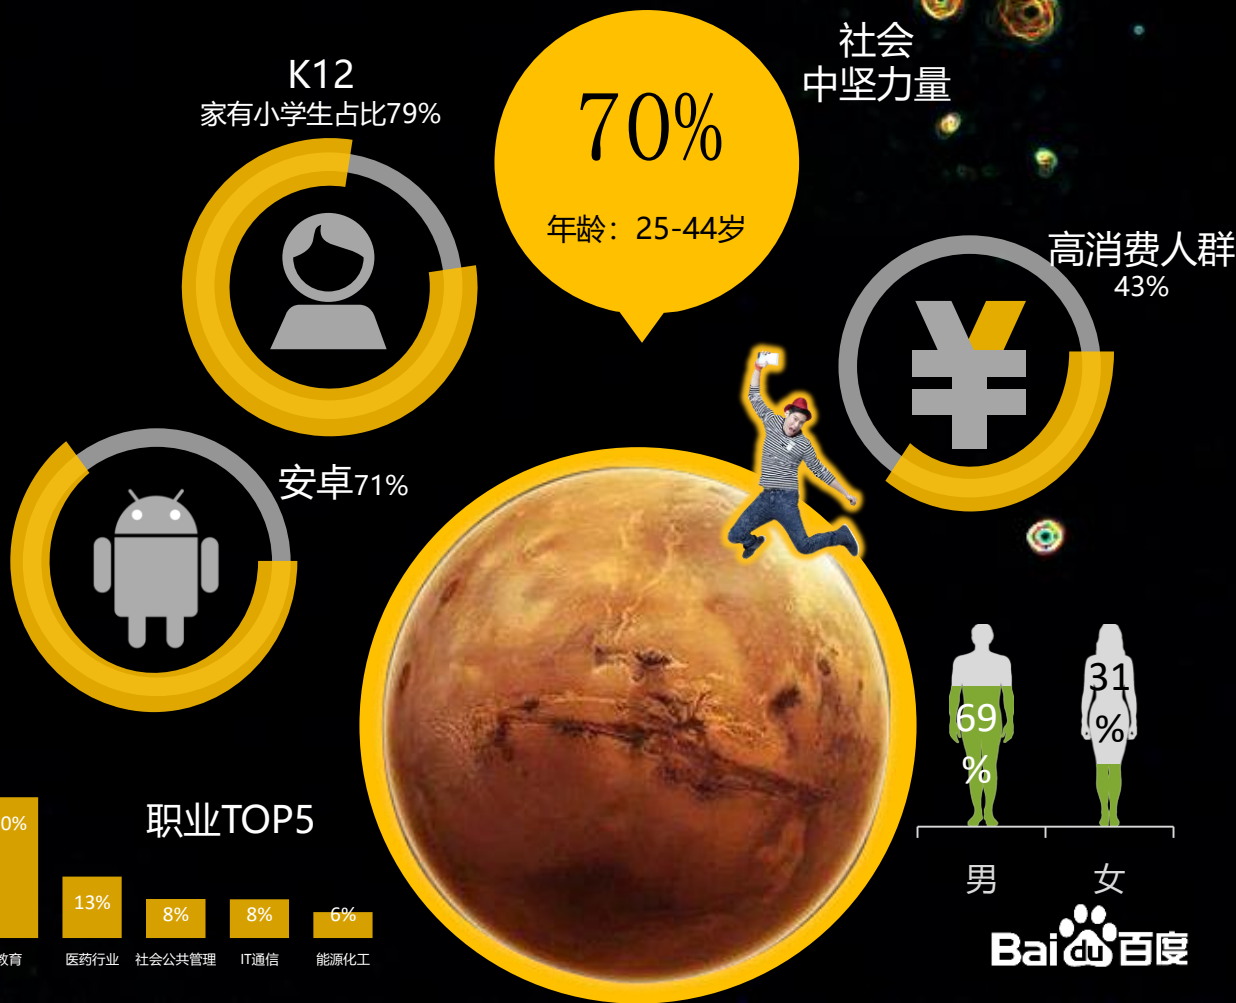 社会
中坚力量
K12
家有小学生占比79%
70%
年龄：25-44岁
高消费人群
43%
安卓71%
69
%
31
%
男
女
职业TOP5
0%
13%
8%
8%
6%
教育
医药行业
社会公共管理
IT通信
能源化工
Baidu百度